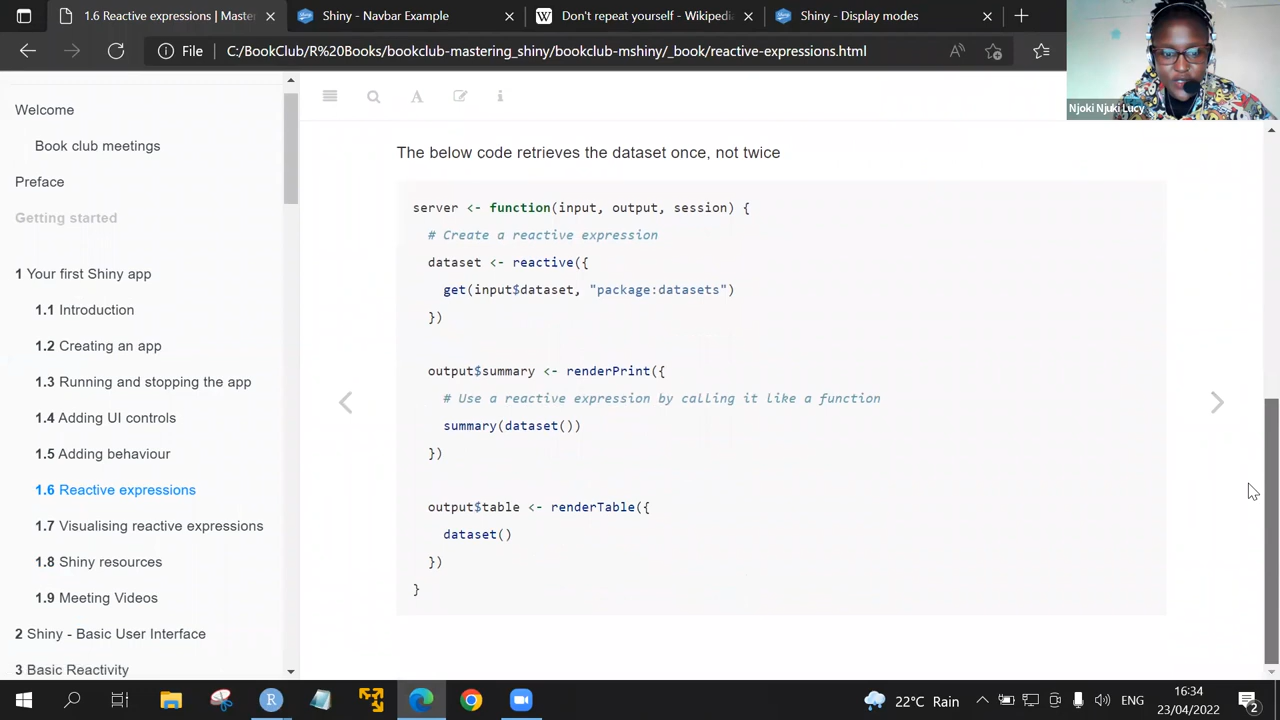 1.6 Reactive expressions | Master
Shiny - Navbar Example
Don't repeat yourself - Wikipedia
Shiny - Display modes
File
C:/BookClub/R%20Books/bookclub-mastering_shiny/bookclub-mshiny/_book/reactive-expressions.html
Njoki Njuki Lucy
Welcome
Book club meetings
Preface
Getting started
1 Your first Shiny app
1.1 Introduction
1.2 Creating an app
1.3 Running and stopping the app
1.4 Adding UI controls
1.5 Adding behaviour
1.6 Reactive expressions
1.7 Visualising reactive expressions
1.8 Shiny resources
1.9 Meeting Videos
2 Shiny - Basic User Interface
3 Basic Reactivity
The below code retrieves the dataset once, not twice
server <- function(input, output, session) {
# Create a reactive expression
dataset <- reactive({
get(input$dataset, "package:datasets")
})
output$summary <- renderPrint({
# Use a reactive expression by calling it like a function
summary(dataset())
})
output$table <- renderTable({
dataset()
})
}
22°C Rain
ENG
16:34
23/04/2022
2